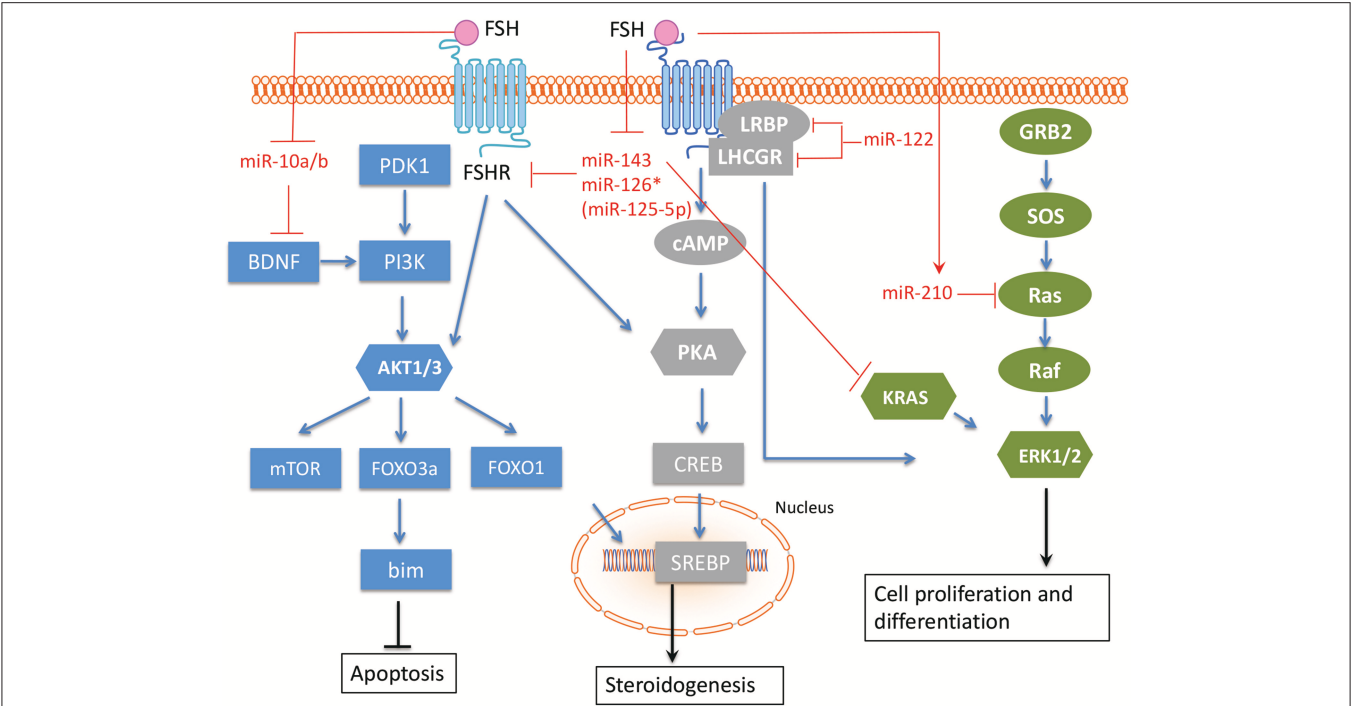 FSH
FSH
LRBP
LHCGR
miR-122
GRB2
miR-10a/b
PDK1
FSHR
miR-143
miR-126*
(miR-125-5p)
SOS
cAMP
BDNF
PI3K
miR-210
Ras
AKT1/3
PKA
Raf
KRAS
mTOR
FOXO3a
FOXO1
CREB
ERK1/2
Nucleus
bim
SREBP
Cell proliferation and
differentiation
Apoptosis
Steroidogenesis